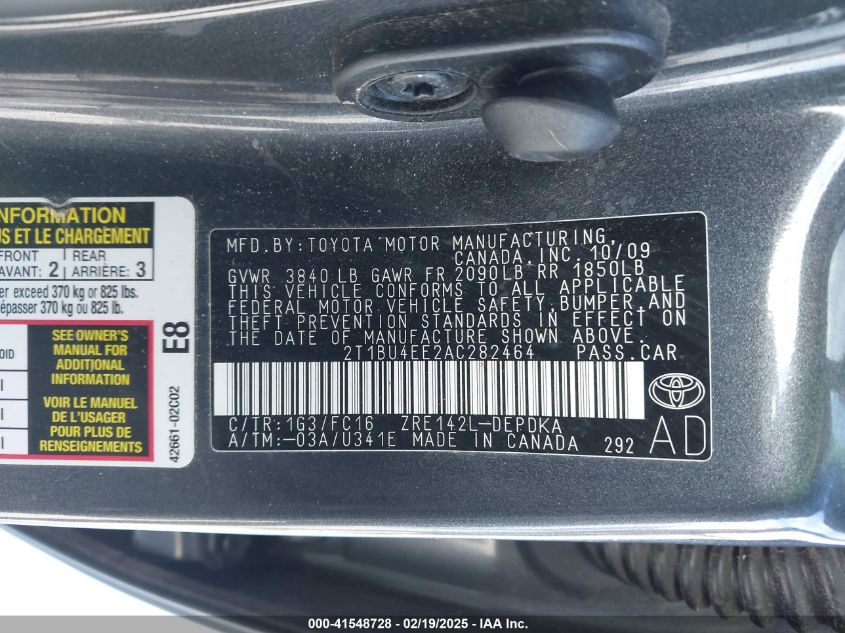 INFORMATION
US ET LE CHARGEMENT
FRONT
AVANT: 2
REAR
ARRIÈRE: 3
er exceed 370 kg or 825 lbs.
dépasser 370 kg ou 825 lb.
OID
SEE OWNER'S
MANUAL FOR
ADDITIONAL
INFORMATION
VOIR LE MANUEL
DE L'USAGER
POUR PLUS DE
RENSEIGNEMENTS
E8
42661-02C02
MFD.BY:TOYOTA MOTOR MANUFACTURING,
CANADA,INC. 10/09
GVWR 3840LB GAWR FR 2090LB RR 1850LB
THIS VEHICLE CONFORMS TO ALL APPLICABLE
FEDERAL MOTOR VEHICLE SAFETY,BUMPER,AND
THEFT PREVENTION STANDARDS IN EFFECT ON
THE DATE OF MANUFACTURE SHOWN ABOVE.
2T1BU4EE2AC282464 PASS.CAR
C/TR:1G3/FC16 ZRE142L-DEPDKA
A/TM:-03A/U341E MADE IN CANADA 292
AD
000-41548728 - 02/19/2025 - IAA Inc.